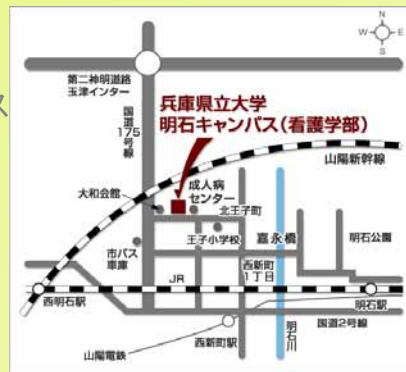 N
W
E
S
第二神明道路
玉津インター
ス
兵庫県立大学
明石キャンパス(看護学部)
国道175号線
山陽新幹線
成人病
センター
大和会館
北王子町
王子小学校
嘉永橋
明石公園
市バス
車庫
西新町
1丁目
JR
西明石駅
明石駅
国道2号線
明石川
西新町駅
山陽電鉄